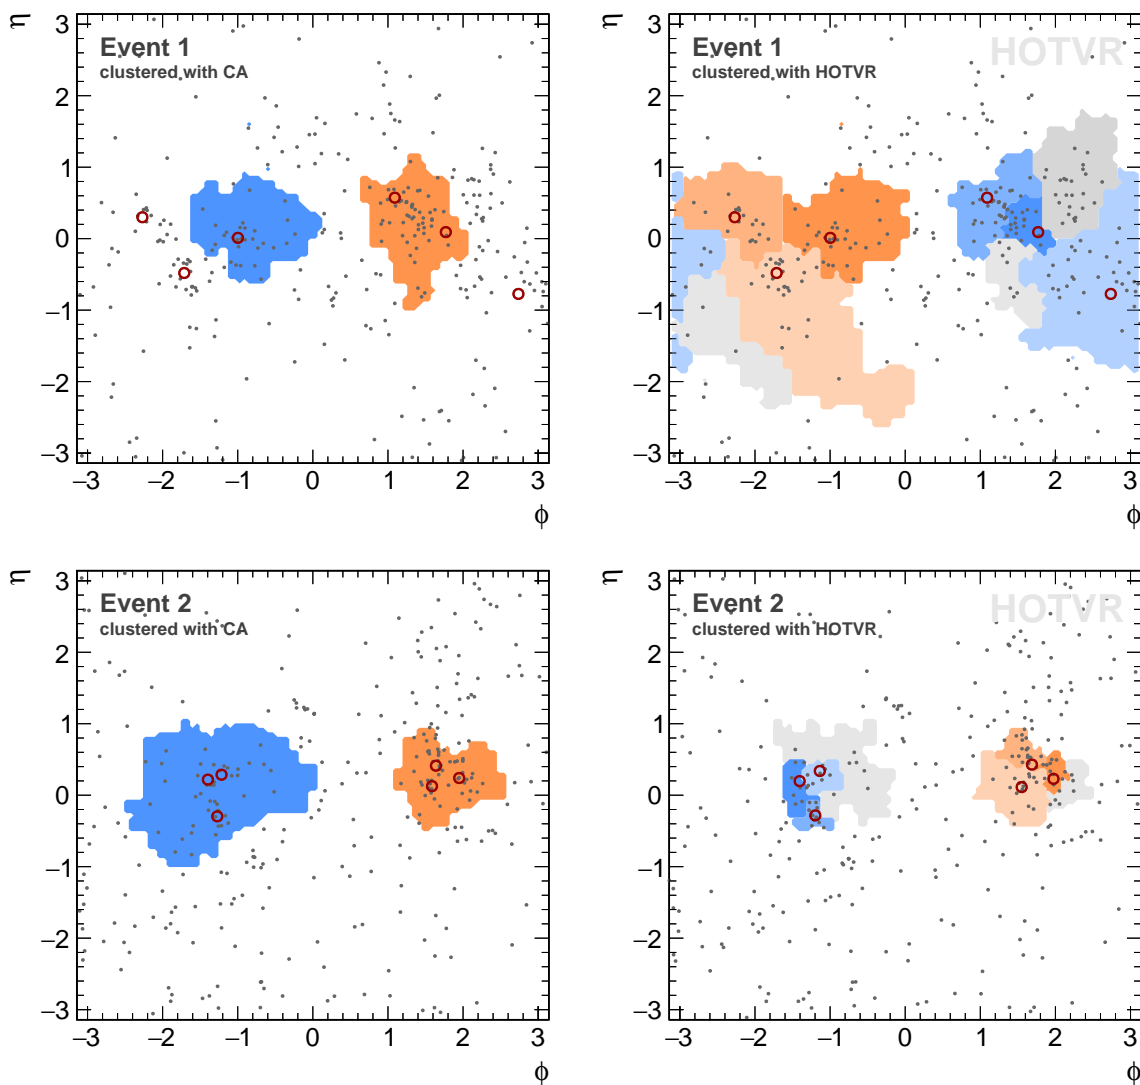 η
3
2
1
0
−1
−2
−3
Event 1
clustered with CA
−3 −2 −1 0 1 2 3
ϕ
η
3
2
1
0
−1
−2
−3
Event 1
clustered with HOTVR
HOTVR
−3 −2 −1 0 1 2 3
ϕ
η
3
2
1
0
−1
−2
−3
Event 2
clustered with CA
−3 −2 −1 0 1 2 3
ϕ
η
3
2
1
0
−1
−2
−3
Event 2
clustered with HOTVR
HOTVR
−3 −2 −1 0 1 2 3
ϕ